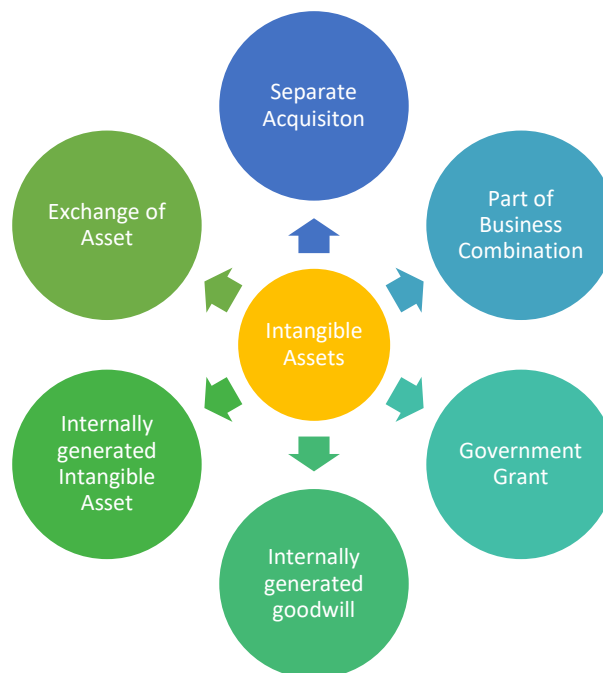 Separate
Acquisiton
Exchange of
Asset
Part of
Business
Combination
Intangible
Assets
Internally
generated
Intangible
Asset
Government
Grant
Internally
generated
goodwill